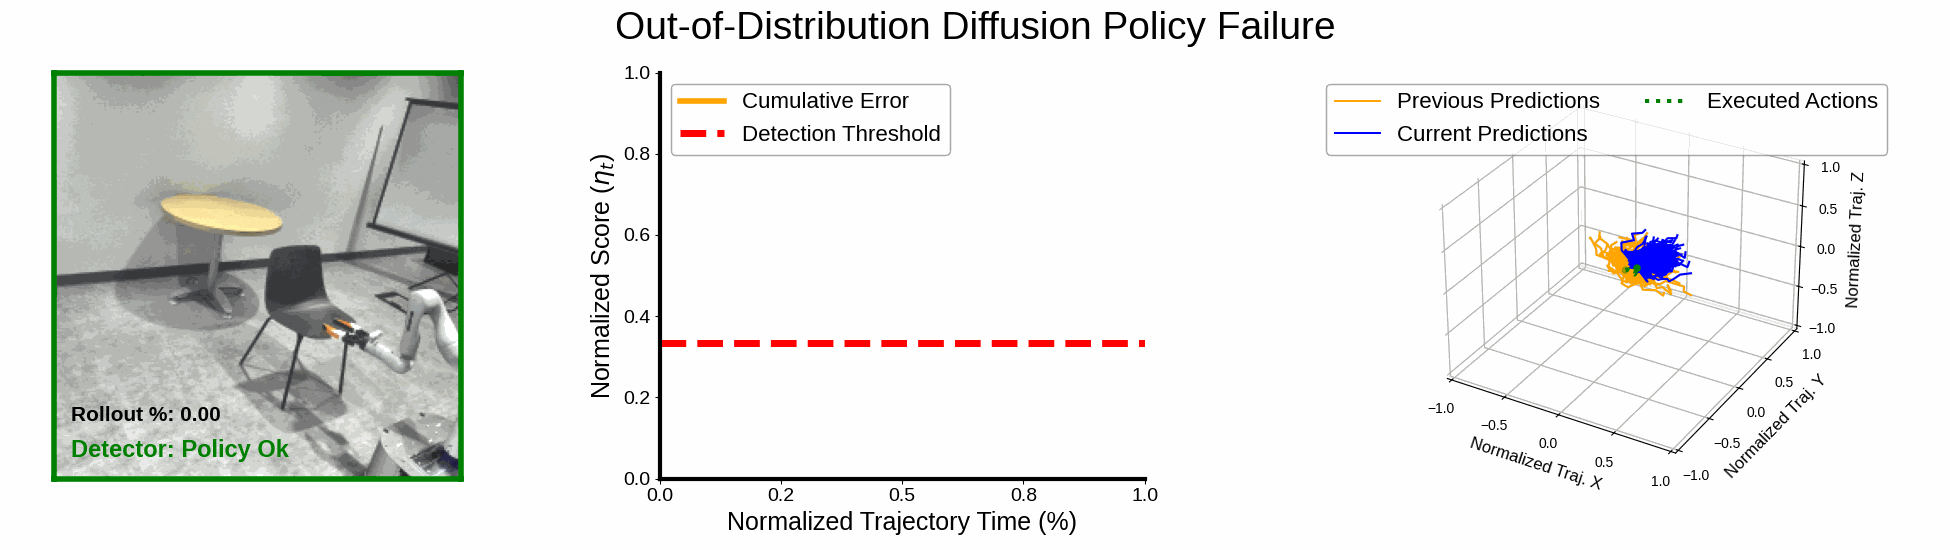 Out-of-Distribution Diffusion Policy Failure
Rollout %: 0.00
Detector: Policy Ok
Cumulative Error
Detection Threshold
Normalized Score (ηt)
1.0
0.8
0.6
0.4
0.2
0.0
0.0 0.2 0.5 0.8 1.0
Normalized Trajectory Time (%)
Previous Predictions
Current Predictions
Executed Actions
1.0
0.5
0.0
−0.5
−1.0
Normalized Traj. Z
1.0
0.5
0.0
−0.5
−1.0
Normalized Traj. Y
−1.0
−0.5
0.0
0.5
1.0
Normalized Traj. X